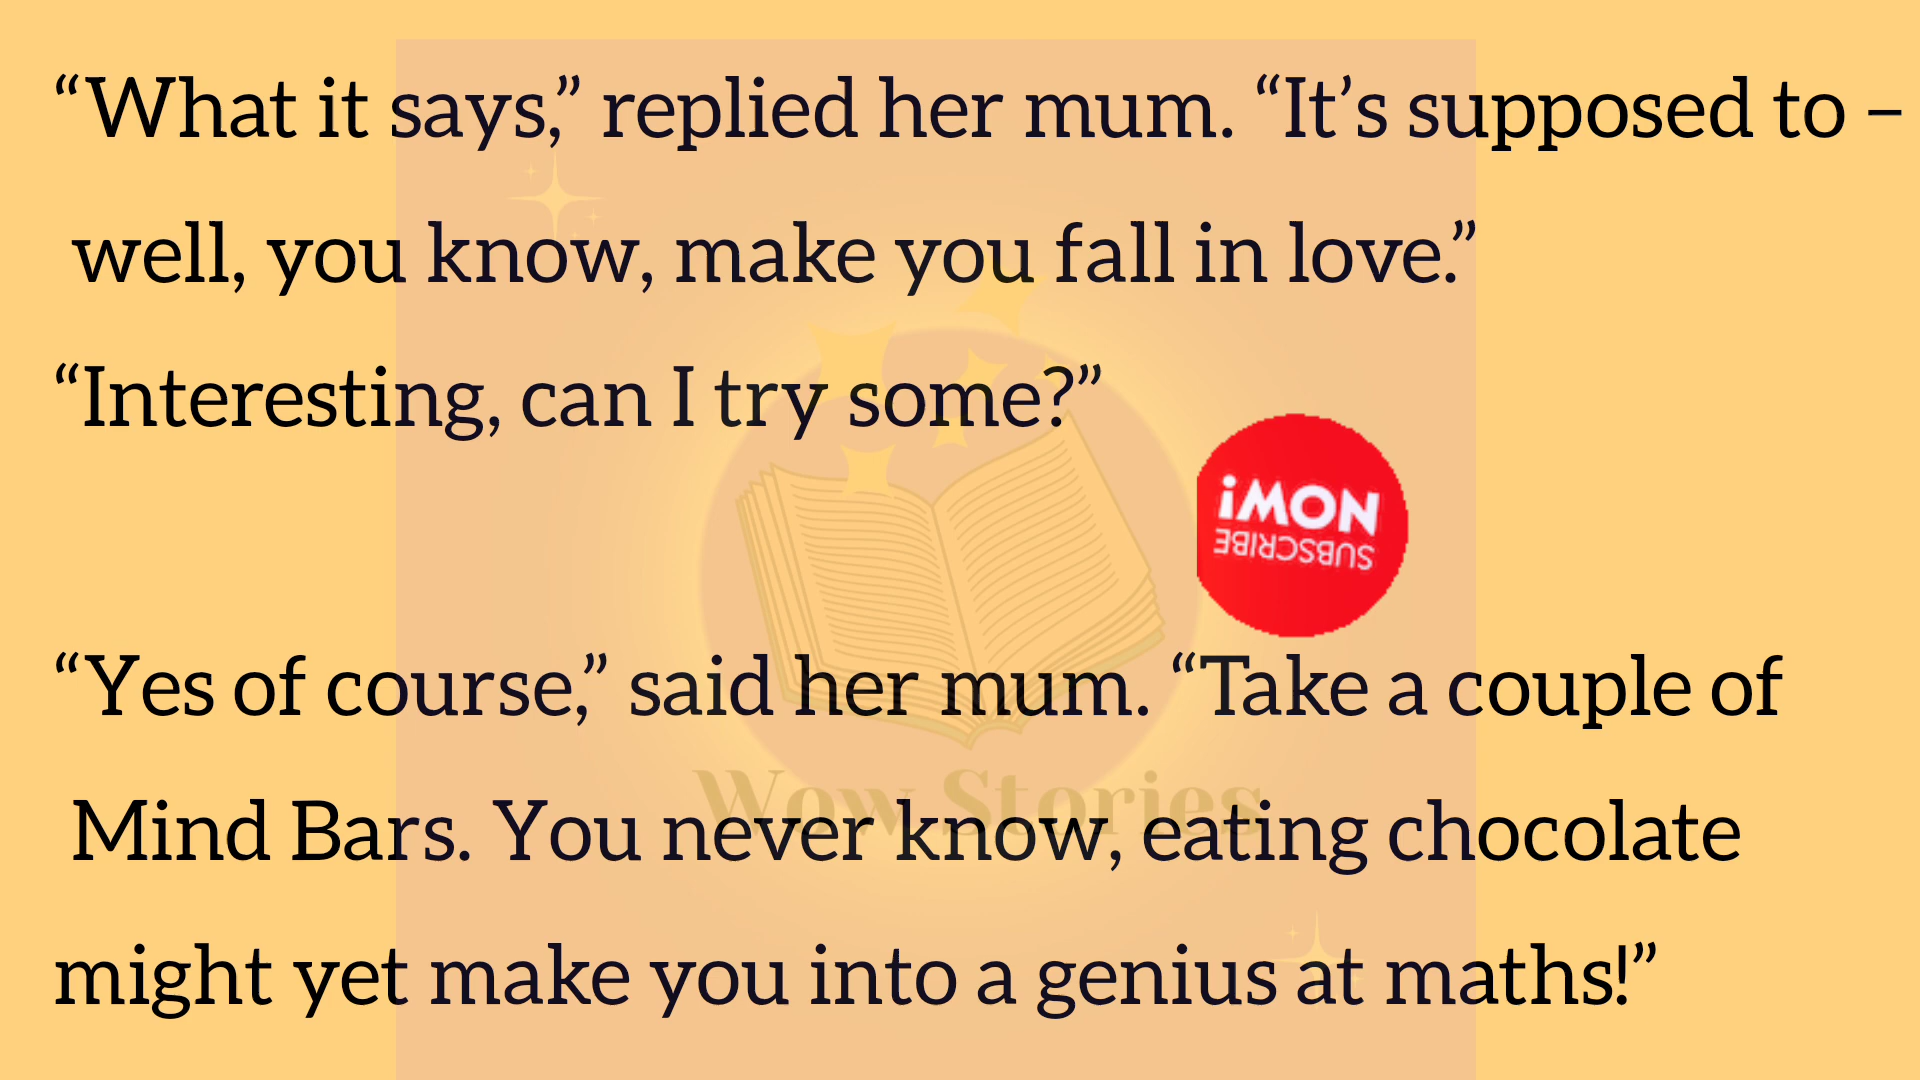 “What it says,” replied her mum. “It’s supposed to –
well, you know, make you fall in love.”
“Interesting, can I try some?”
NOW!
SUBSCRIBE
“Yes of course,” said her mum. “Take a couple of
Wow Stories
Mind Bars. You never know, eating chocolate
might yet make you into a genius at maths!”